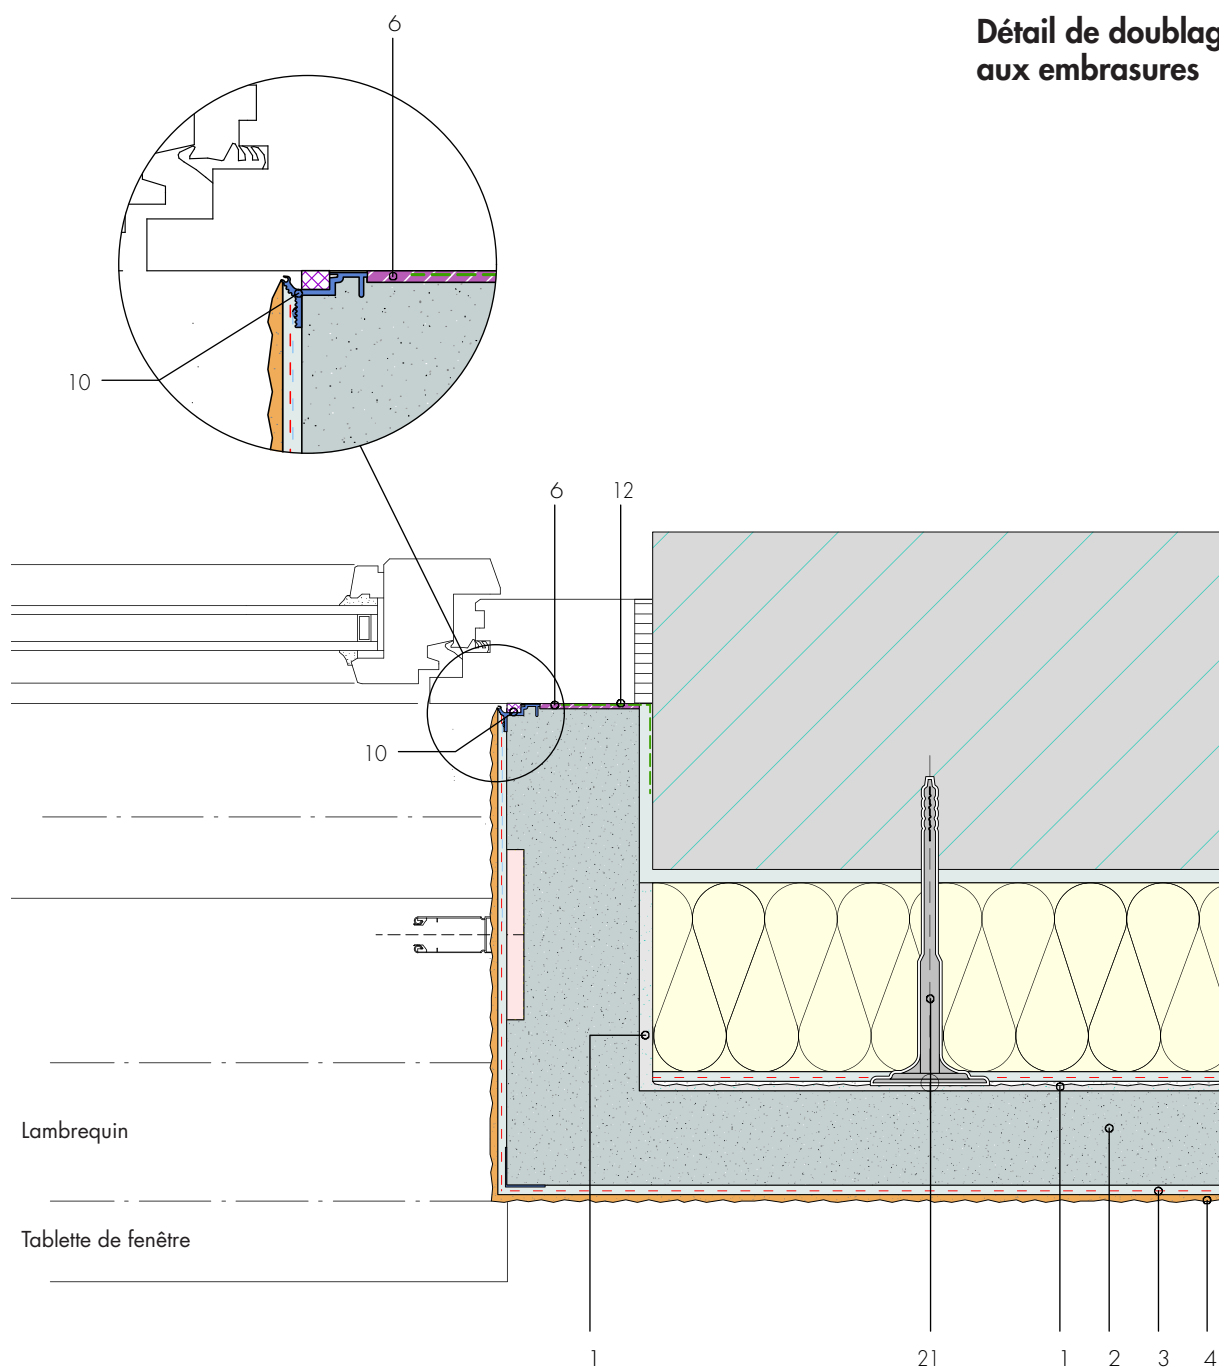 6
Détail de doublag
aux embrasures
10
6
12
10
Lambrequin
Tablette de fenêtre
1
21
1
2
3
4